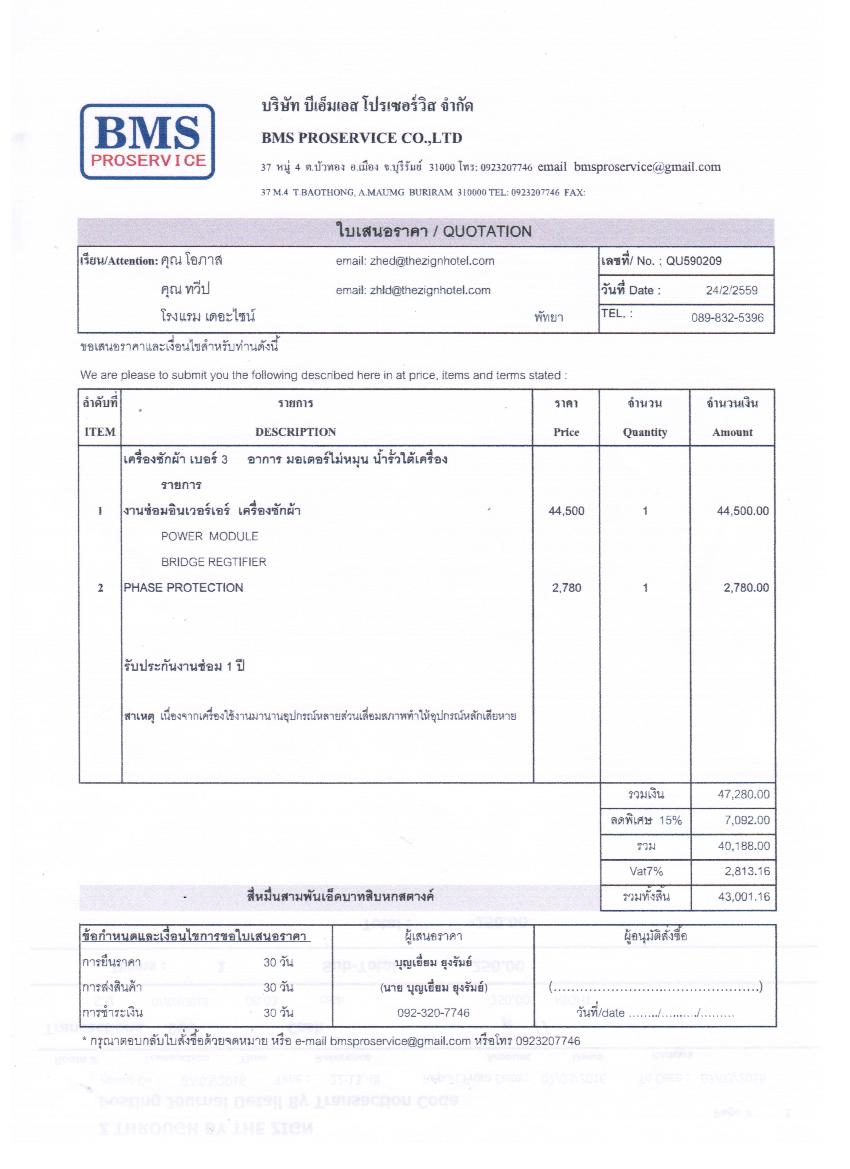 BMS
PROSERVICE
บริษัท บีเอ็มเอส โปรเซอร์วิส จำกัด
BMS PROSERVICE CO.,LTD
37 หมู่ 4 ต.บัวทอง อ.เมือง จ.บุรีรัมย์ 31000 โทร: 0923207746 email bmsproservice@gmail.com
37 M.4 T.BAOTHONG, A.MAUMG BURIRAM 310000 TEL: 0923207746 FAX:
ใบเสนอราคา / QUOTATION
เรียน/Attention: คุณ โอภาส email: zhed@thezignhotel.com เลขที่/ No. : QU590209
คุณ ทวีป email: zhld@thezignhotel.com วันที่ Date : 24/2/2559
โรงแรม เดอะไซน์ พัทยา TEL. : 089-832-5396
ขอเสนอราคาและเงื่อนไขสำหรับท่านดังนี้
We are please to submit you the following described here in at price, items and terms stated :
ลำดับที่ รายการ ราคา จำนวน จำนวนเงิน
ITEM DESCRIPTION Price Quantity Amount
เครื่องซักผ้า เบอร์ 3 อาการ มอเตอร์ไม่หมุน น้ำรั่วใต้เครื่อง
รายการ
1 งานซ่อมอินเวอร์เอร์ เครื่องซักผ้า 44,500 1 44,500.00
POWER MODULE
BRIDGE REGTIFIER
2 PHASE PROTECTION 2,780 1 2,780.00
รับประกันงานซ่อม 1 ปี
สาเหตุ เนื่องจากเครื่องใช้งานมานานอุปกรณ์หลายส่วนเสื่อมสภาพทำให้อุปกรณ์หลักเสียหาย
รวมเงิน 47,280.00
ลดพิเศษ 15% 7,092.00
รวม 40,188.00
Vat7% 2,813.16
สี่หมื่นสามพันเอ็ดบาทสิบหกสตางค์ รวมทั้งสิ้น 43,001.16
ข้อกำหนดและเงื่อนไขการขอใบเสนอราคา ผู้เสนอราคา ผู้อนุมัติสั่งซื้อ
การยืนราคา 30 วัน บุญเยี่ยม ยุงรัมย์
การส่งสินค้า 30 วัน (นาย บุญเยี่ยม ยุงรัมย์) (............................................)
การชำระเงิน 30 วัน 092-320-7746 วันที่/date ......../........./.........
* กรุณาตอบกลับใบสั่งซื้อด้วยจดหมาย หรือ e-mail bmsproservice@gmail.com หรือโทร 0923207746